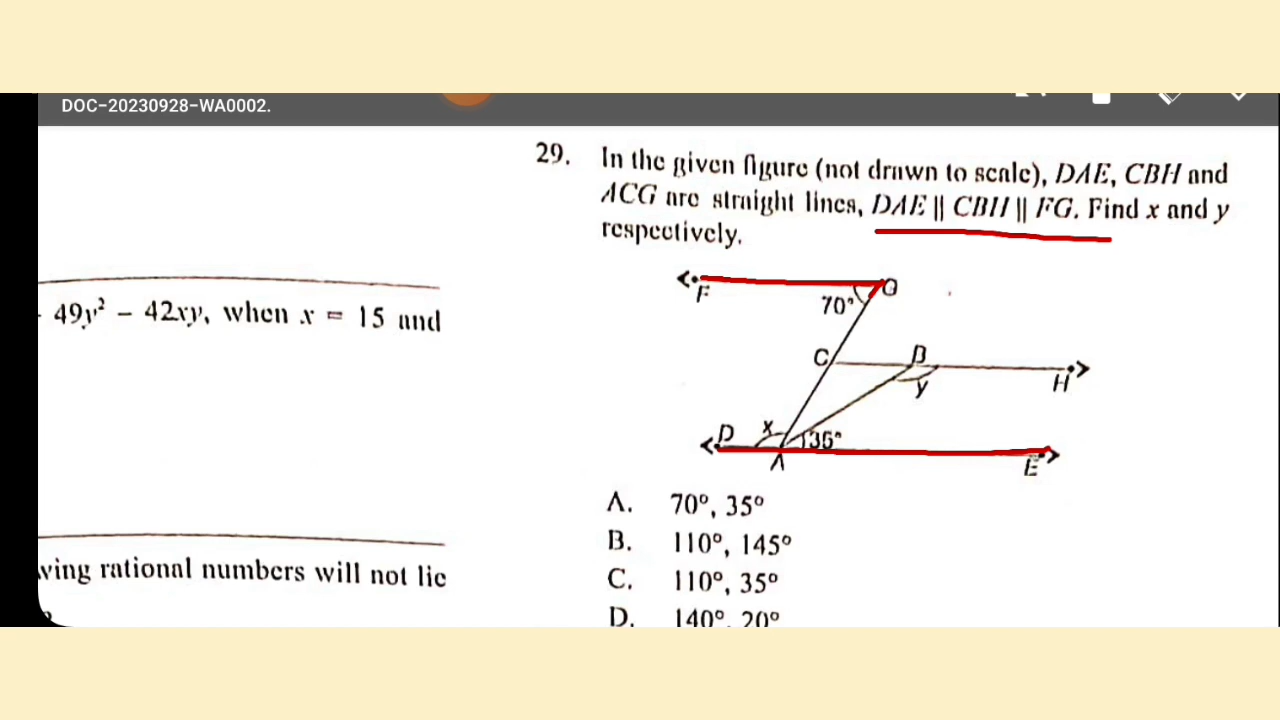 DOC-20230928-WA0002.
29. In the given figure (not drawn to scale), DAE, CBH and
ACG are straight lines, DAE || CBH || FG. Find x and y
respectively.
49y² – 42xy, when x = 15 and
F
G
70°
C
B
y
H
D
x
35°
A
E
A. 70°, 35°
B. 110°, 145°
C. 110°, 35°
D. 140°, 20°
ving rational numbers will not lie